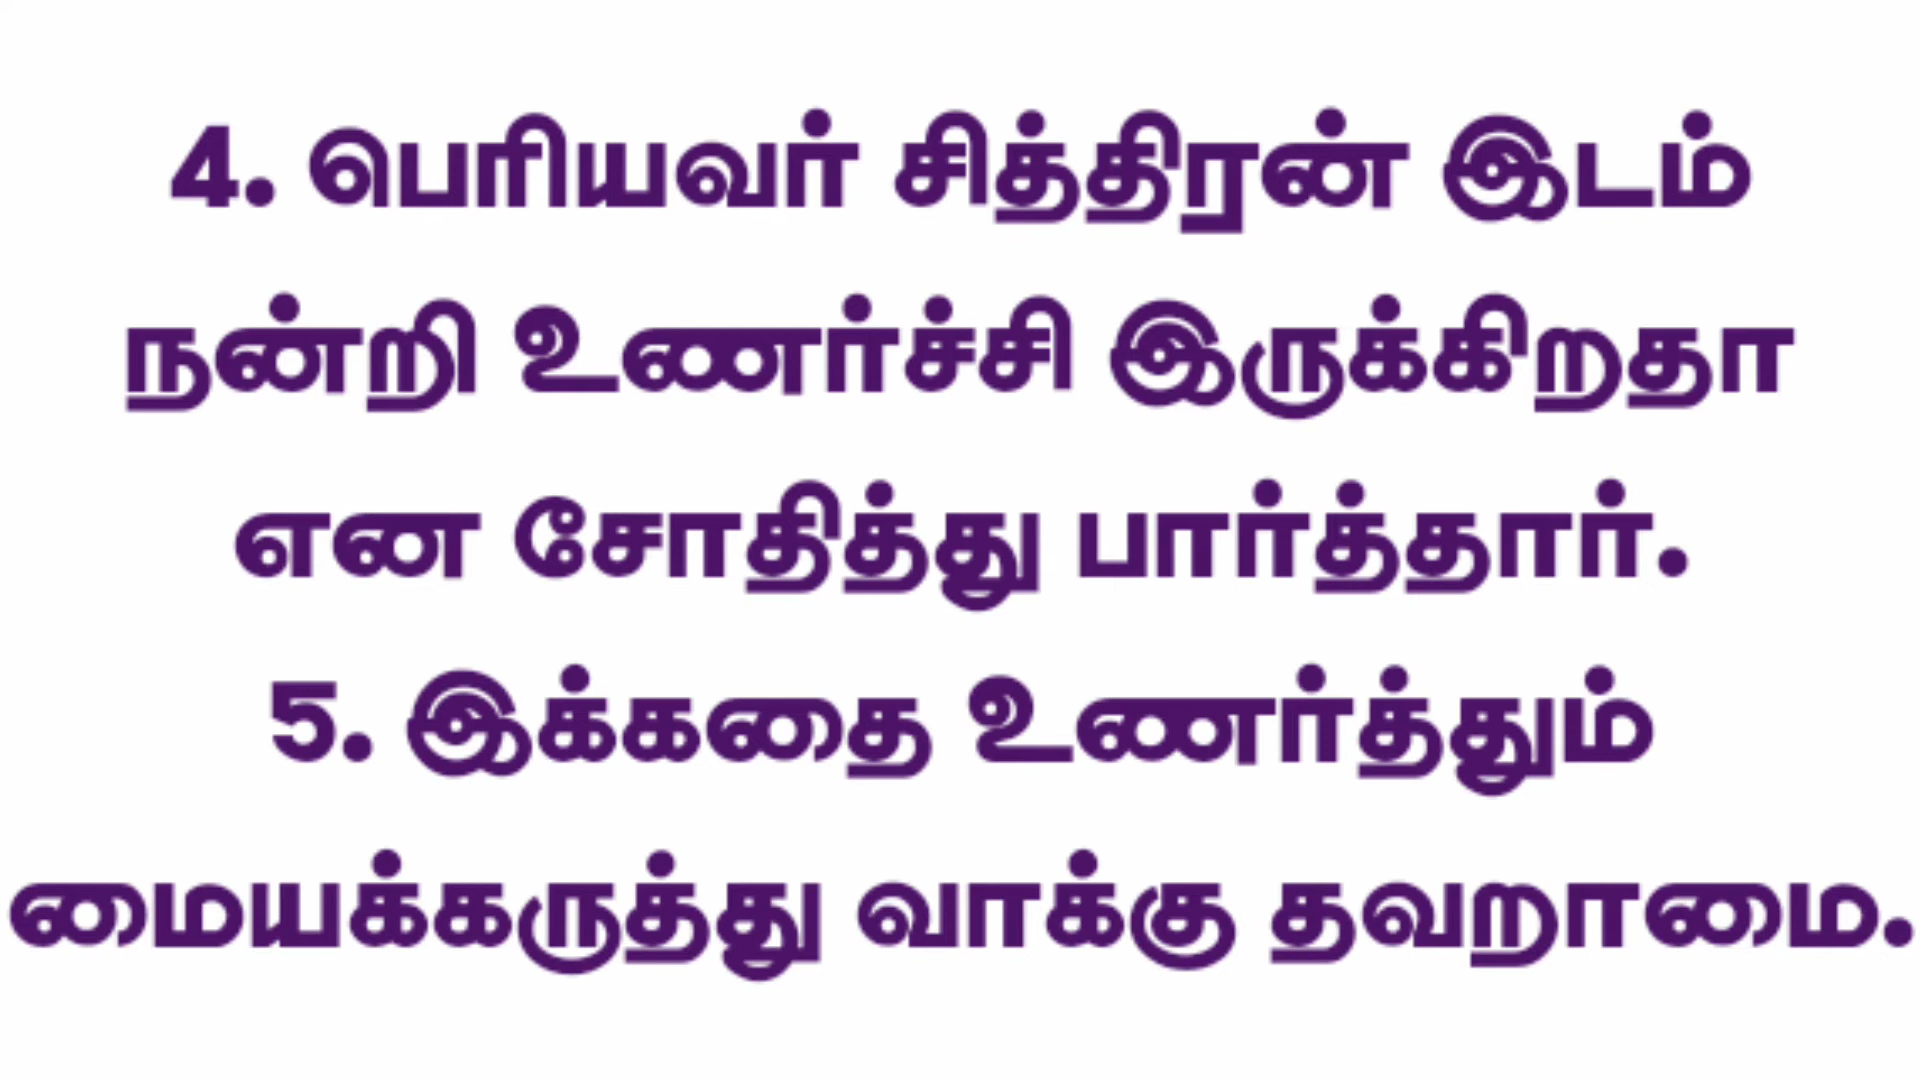 4. பெரியவர் சித்திரன் இடம்
நன்றி உணர்ச்சி இருக்கிறதா
என சோதித்து பார்த்தார்.
5. இக்கதை உணர்த்தும்
மையக்கருத்து வாக்கு தவறாமை.